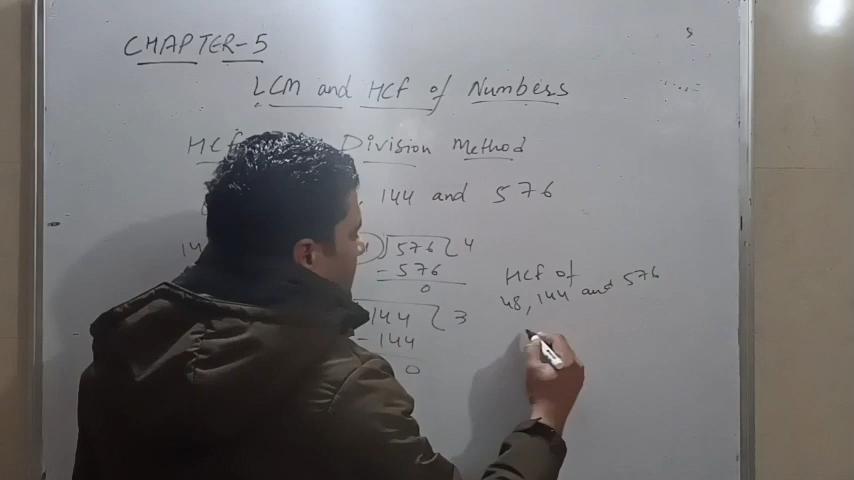 CHAPTER-5
LCM and HCF of Numbers
HCF Division Method
144 and 576
576 4
- 576
0
144 3
- 144
0
HCF of
48, 144 and 576